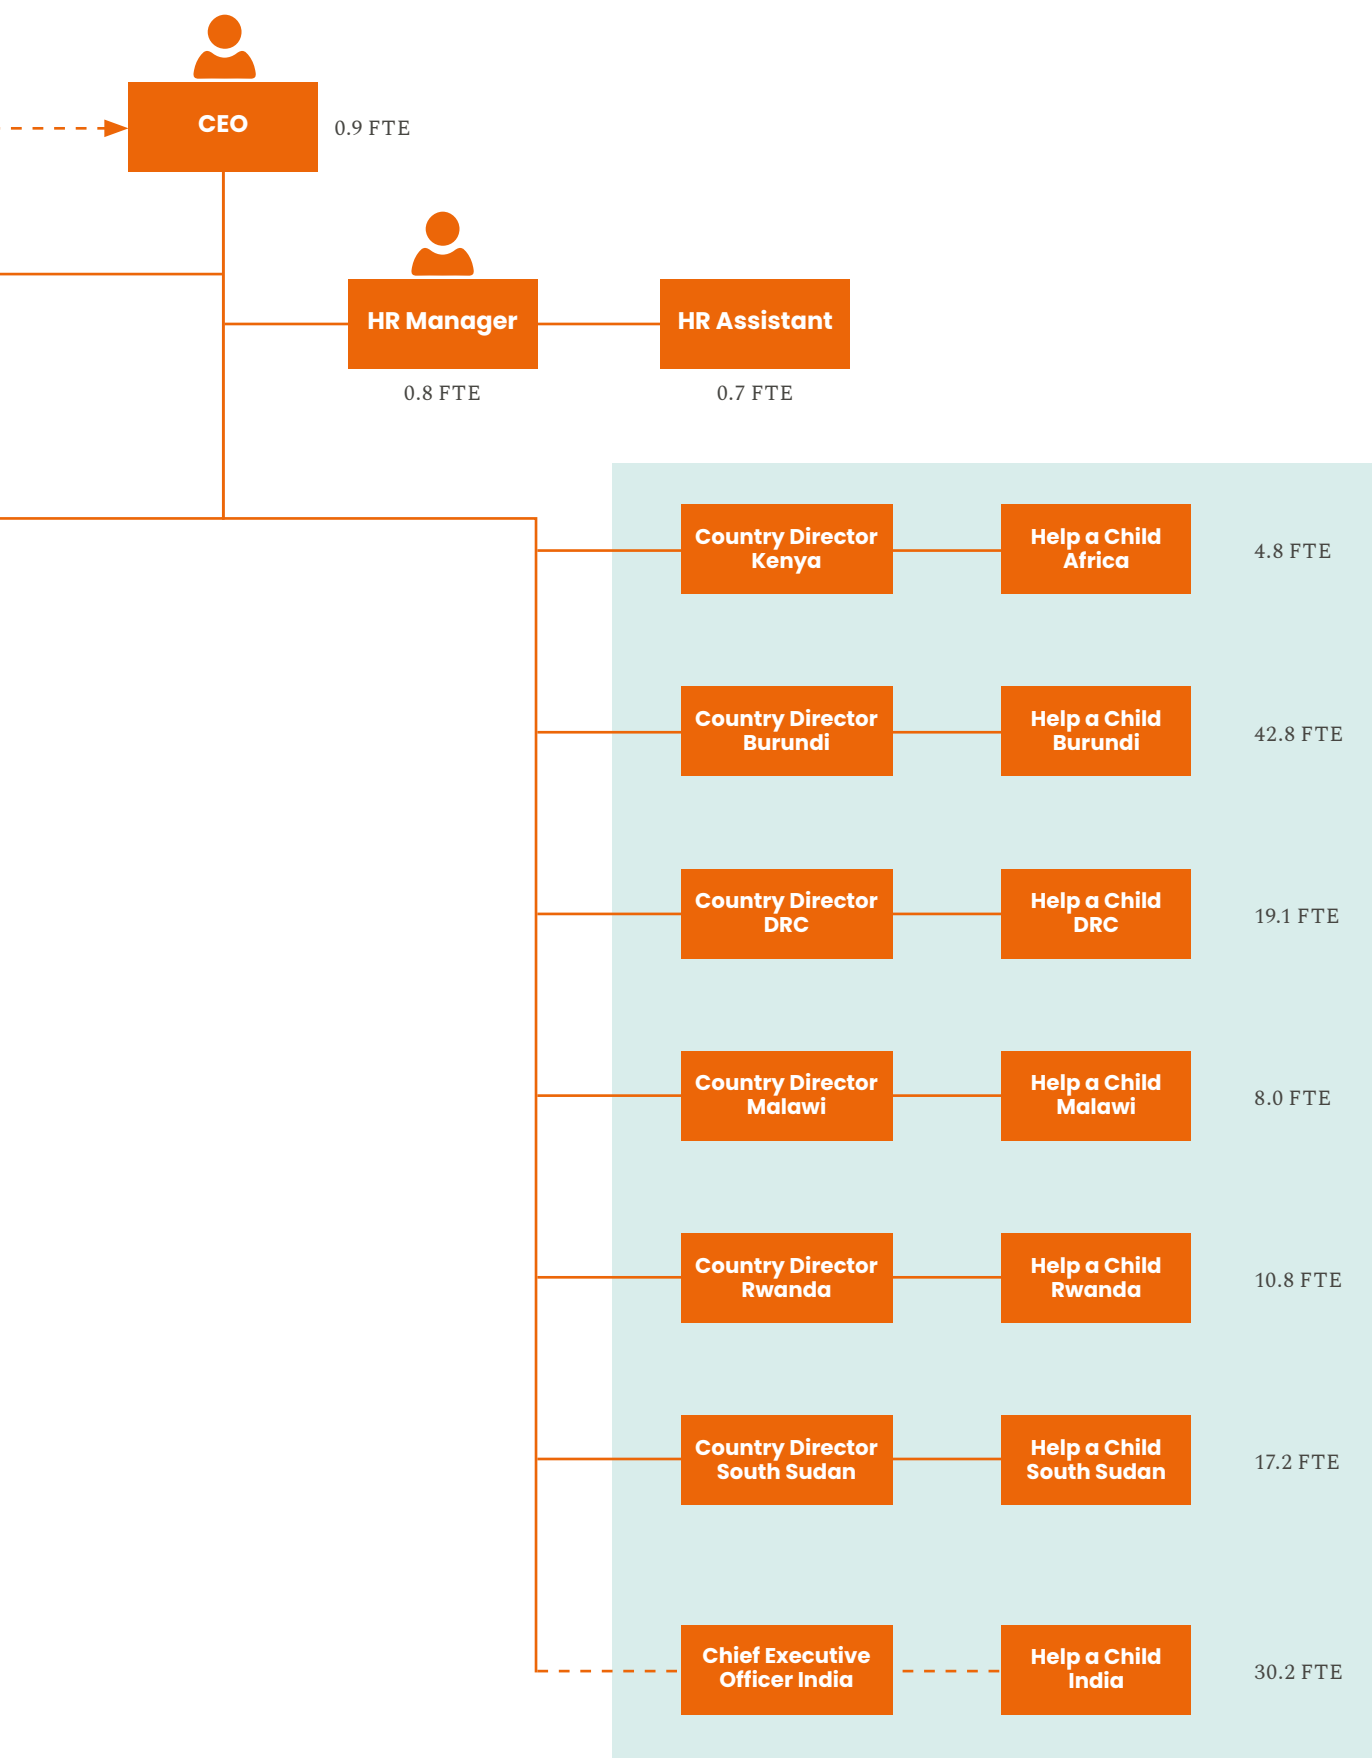 CEO
0.9 FTE
HR Manager
HR Assistant
0.8 FTE
0.7 FTE
Country Director
Kenya
Help a Child
Africa
4.8 FTE
Country Director
Burundi
Help a Child
Burundi
42.8 FTE
Country Director
DRC
Help a Child
DRC
19.1 FTE
Country Director
Malawi
Help a Child
Malawi
8.0 FTE
Country Director
Rwanda
Help a Child
Rwanda
10.8 FTE
Country Director
South Sudan
Help a Child
South Sudan
17.2 FTE
Chief Executive
Officer India
Help a Child
India
30.2 FTE